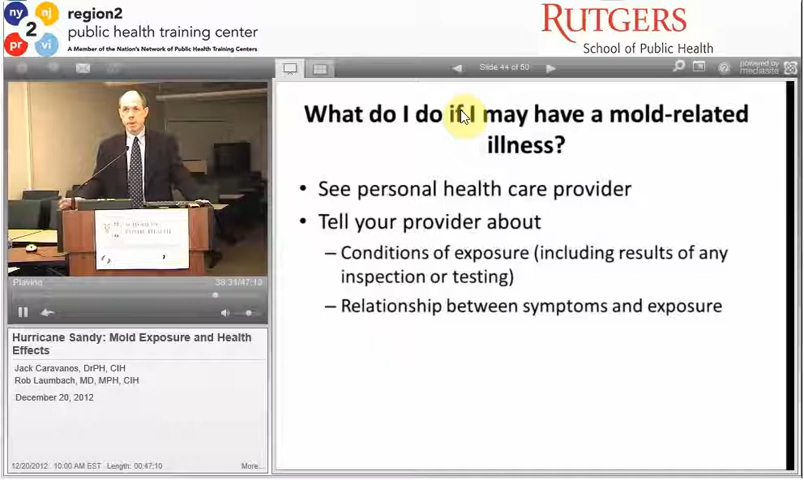 ny nj
2
pr vi
region2
public health training center
A Member of the Nation's Network of Public Health Training Centers
RUTGERS
School of Public Health
Slide 44 of 50
powered by
mediasite
What do I do if I may have a mold-related
illness?
• See personal health care provider
• Tell your provider about
– Conditions of exposure (including results of any
inspection or testing)
– Relationship between symptoms and exposure
Playing
38:31/47:10
Hurricane Sandy: Mold Exposure and Health
Effects
Jack Caravanos, DrPH, CIH
Rob Laumbach, MD, MPH, CIH
December 20, 2012
12/20/2012 10:00 AM EST Length: 00:47:10
More...